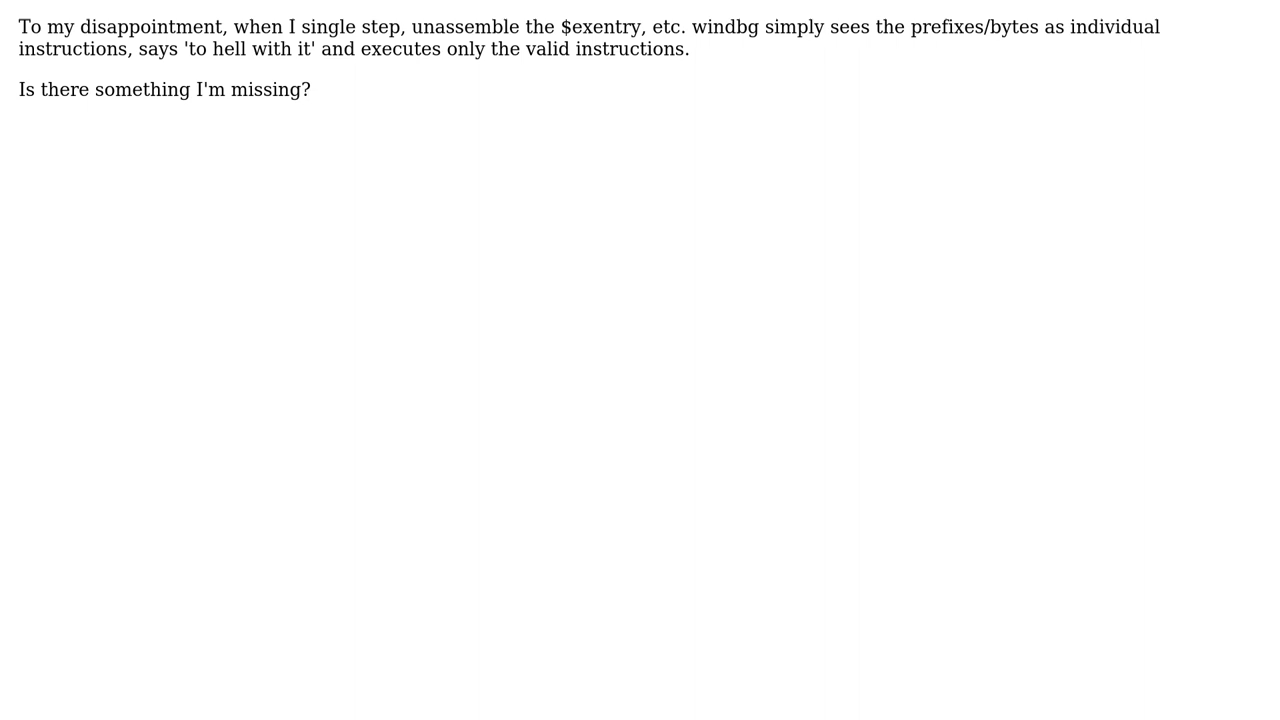 To my disappointment, when I single step, unassemble the $exentry, etc. windbg simply sees the prefixes/bytes as individual
instructions, says 'to hell with it' and executes only the valid instructions.
Is there something I'm missing?